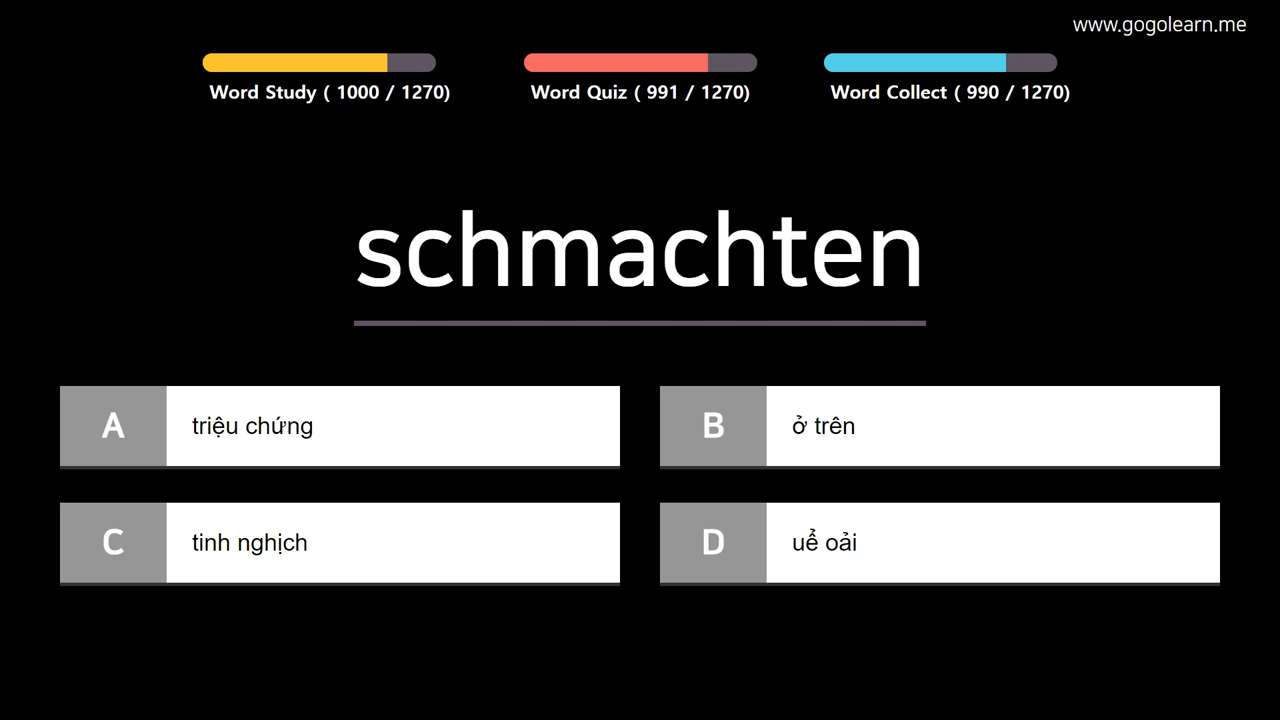 www.gogolearn.me
Word Study ( 1000 / 1270)
Word Quiz ( 991 / 1270)
Word Collect ( 990 / 1270)
schmachten
A triệu chứng
B ở trên
C tinh nghịch
D uể oải